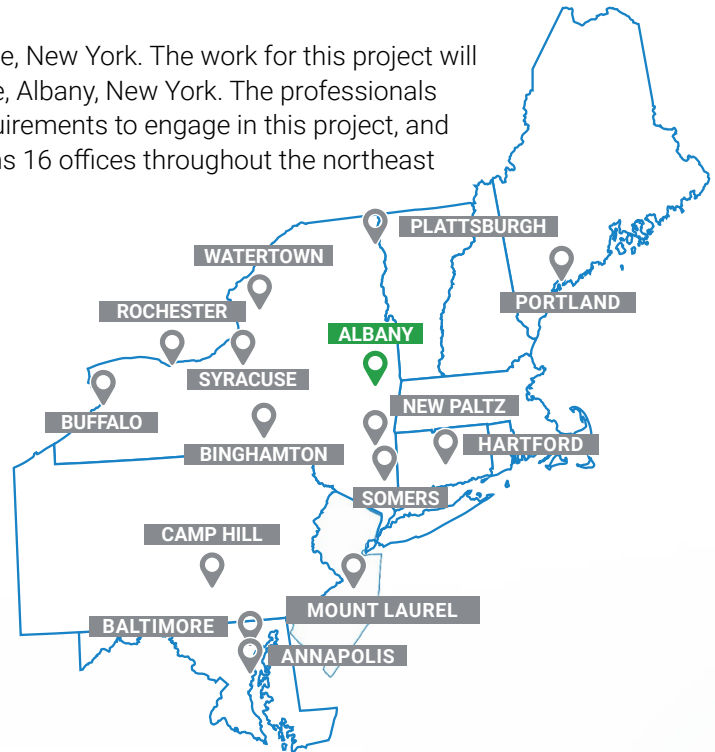 e, New York. The work for this project will
e, Albany, New York. The professionals
uirements to engage in this project, and
as 16 offices throughout the northeast
PLATTSBURGH
WATERTOWN
PORTLAND
ROCHESTER
ALBANY
SYRACUSE
NEW PALTZ
BUFFALO
HARTFORD
BINGHAMTON
SOMERS
CAMP HILL
MOUNT LAUREL
BALTIMORE
ANNAPOLIS